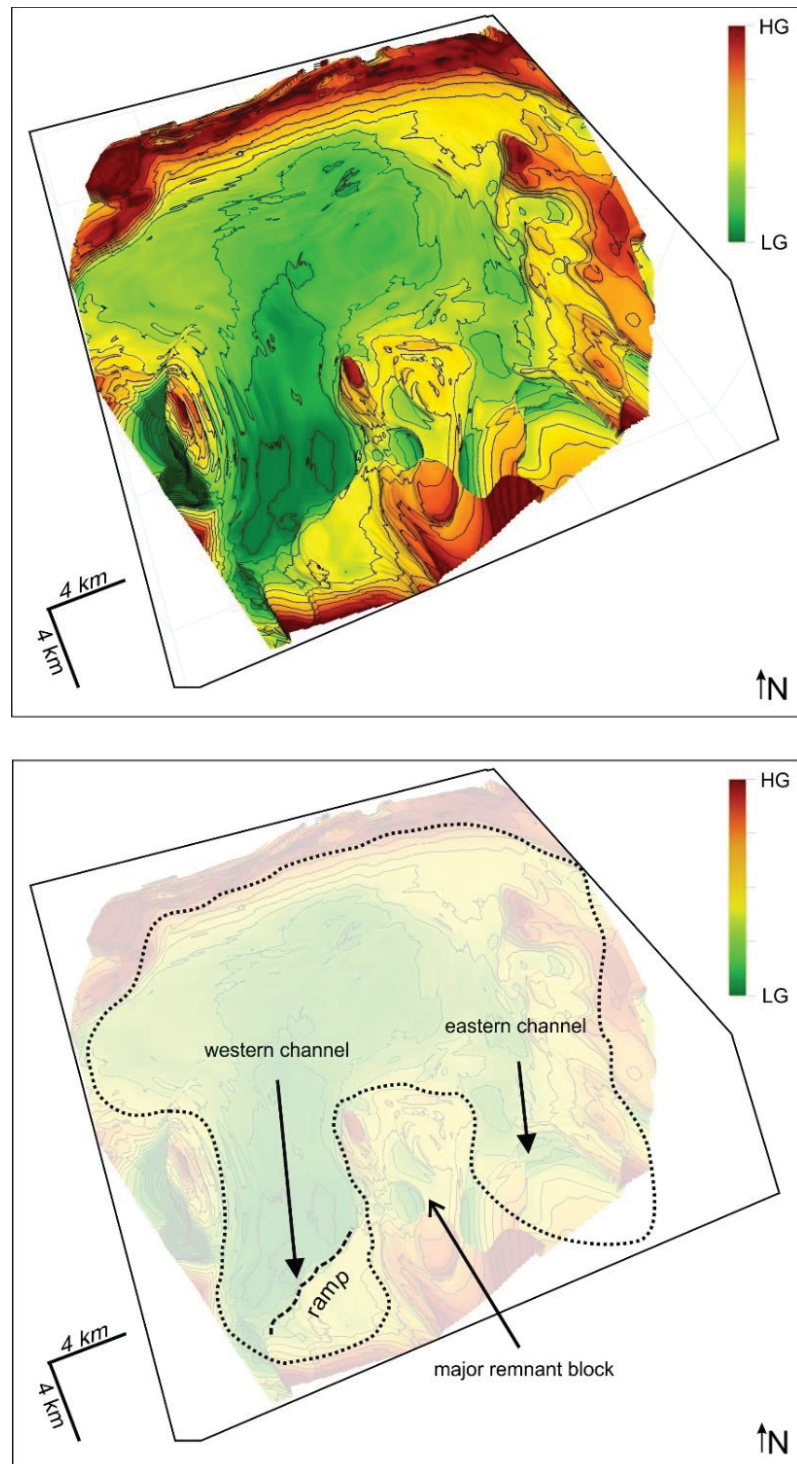 HG
LG
4 km
4 km
N
HG
LG
eastern channel
western channel
ramp
4 km
4 km
major remnant block
N